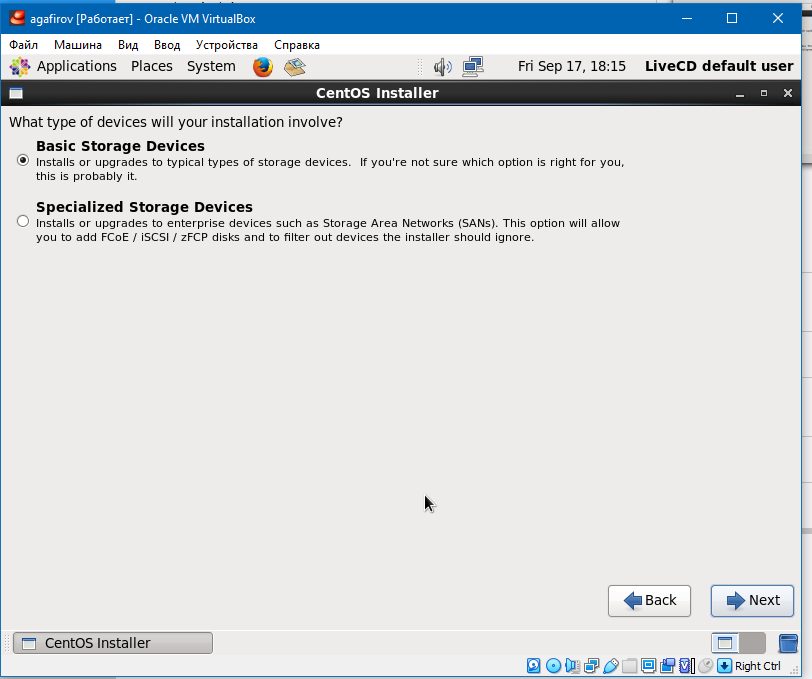 agafirov [Работает] - Oracle VM VirtualBox
Файл Машина Вид Ввод Устройства Справка
Applications Places System Fri Sep 17, 18:15 LiveCD default user
CentOS Installer
What type of devices will your installation involve?
Basic Storage Devices
Installs or upgrades to typical types of storage devices. If you're not sure which option is right for you,
this is probably it.
Specialized Storage Devices
Installs or upgrades to enterprise devices such as Storage Area Networks (SANs). This option will allow
you to add FCoE / iSCSI / zFCP disks and to filter out devices the installer should ignore.
Back Next
CentOS Installer
Right Ctrl